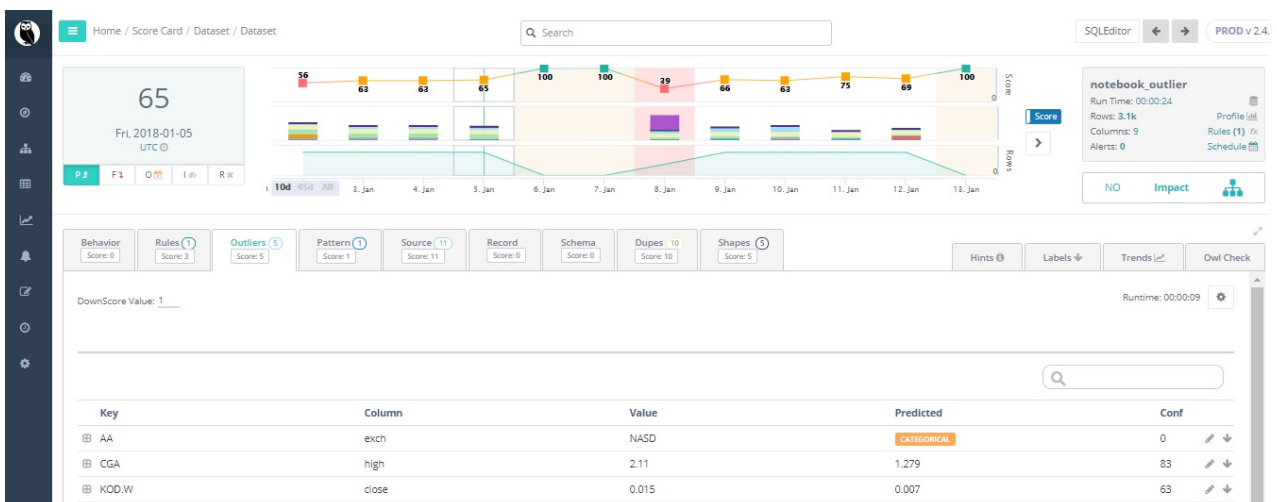 Home / Score Card / Dataset / Dataset
Search
SQLEditor
PROD v 2.4.
65
Fri, 2018-01-05
UTC
P F O I R
56 63 63 65 100 100 39 66 63 75 69 100
Score
0
Rows
0
10d 45d All
3. Jan 4. Jan 5. Jan 6. Jan 7. Jan 8. Jan 9. Jan 10. Jan 11. Jan 12. Jan 13. Jan
Score
notebook_outlier
Run Time: 00:00:24
Rows: 3.1k Profile
Columns: 9 Rules (1) fx
Alerts: 0 Schedule
NO Impact
Behavior Rules 1 Outliers 5 Pattern 1 Source 11 Record Schema Dupes 10 Shapes 5
Score: 0 Score: 3 Score: 5 Score: 1 Score: 11 Score: 0 Score: 0 Score: 10 Score: 5
Hints Labels Trends Owl Check
DownScore Value: 1
Runtime: 00:00:09
Key Column Value Predicted Conf
AA exch NASD CATEGORICAL 0
CGA high 2.11 1.279 83
KOD.W close 0.015 0.007 63